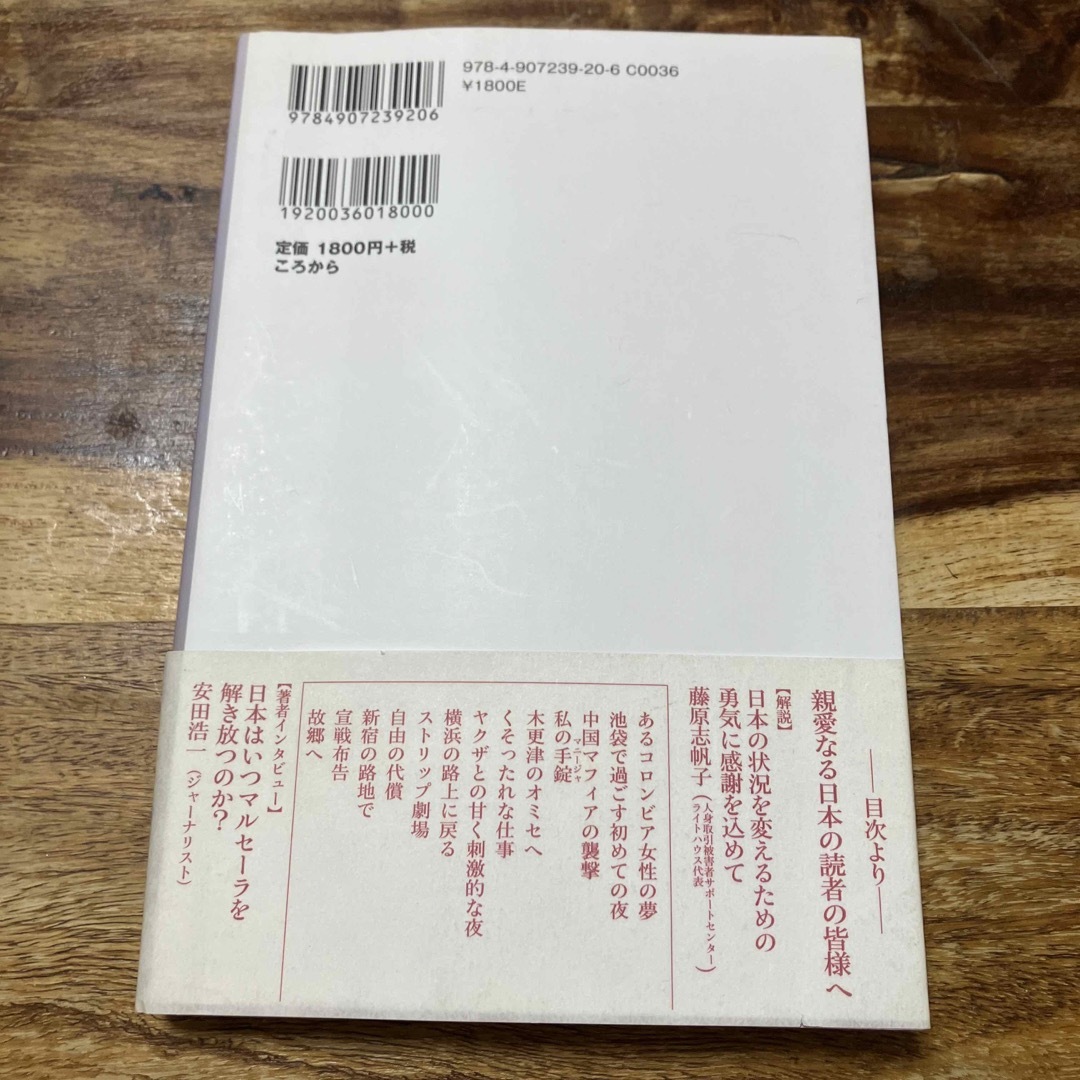 978-4-907239-20-6 C0036
¥1800E
9784907239206
1920036018000
定価 1800円+税
ころから
――目次より――
親愛なる日本の読者の皆様へ
【解説】
日本の状況を変えるための
勇気に感謝を込めて
藤原志帆子(人身取引被害者サポートセンター
ライトハウス代表)
あるコロンビア女性の夢
池袋で過ごす初めての夜
中国マフィアの襲撃
私の手錠
マニージャ
木更津のオミセへ
くそったれな仕事
ヤクザとの甘く刺激的な夜
横浜の路上に戻る
ストリップ劇場
自由の代償
新宿の路地で
宣戦布告
故郷へ
【著者インタビュー】
日本はいつマルセーラを
解き放つのか?
安田浩一(ジャーナリスト)